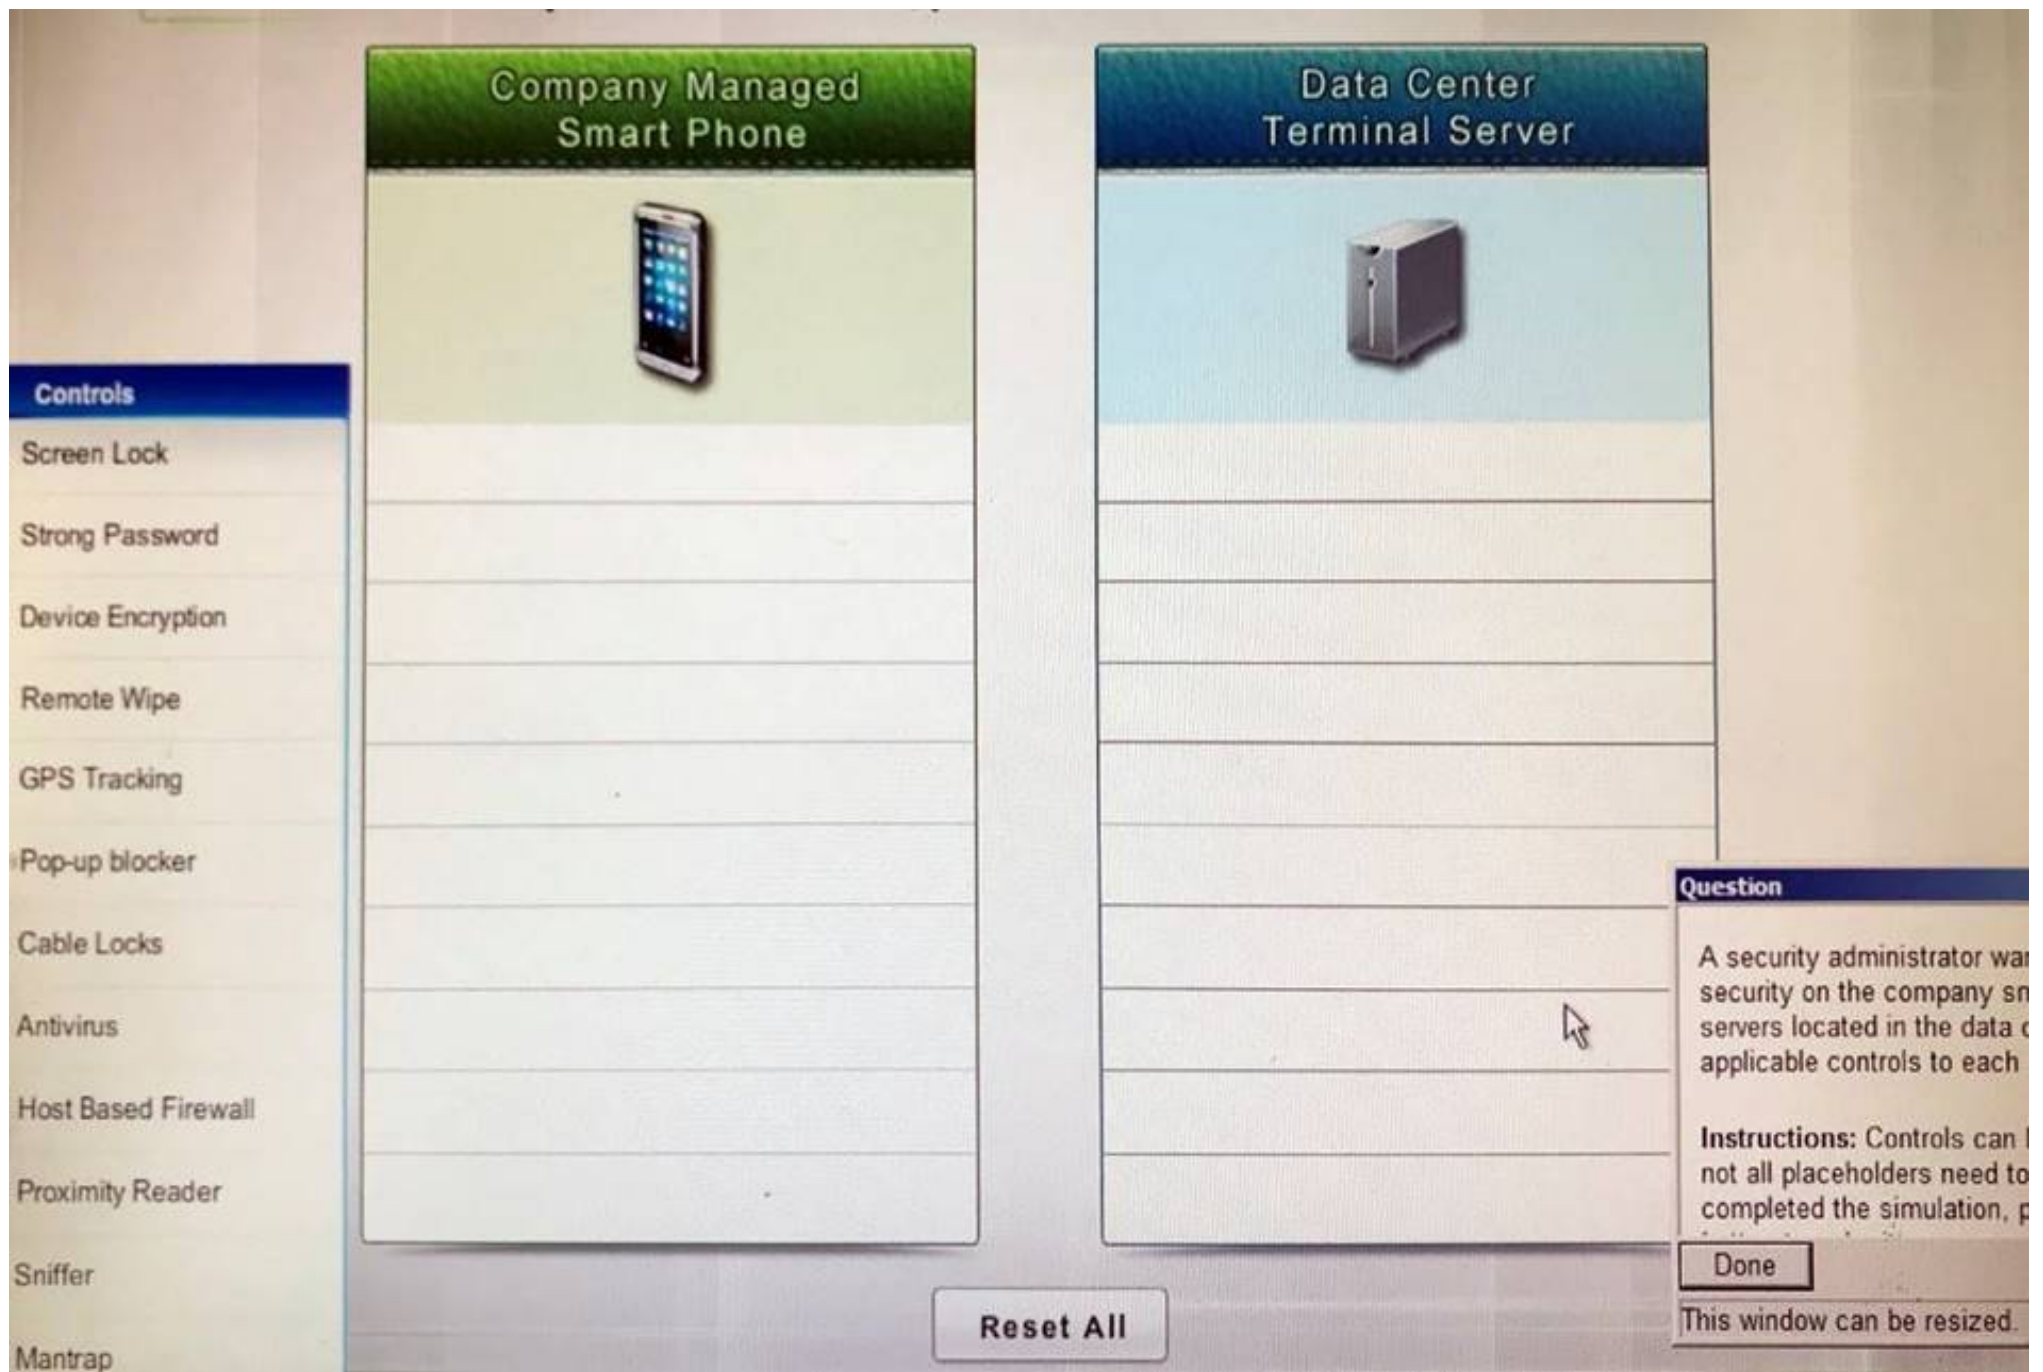 Company Managed
Smart Phone
Data Center
Terminal Server
Controls
Screen Lock
Strong Password
Device Encryption
Remote Wipe
GPS Tracking
Pop-up blocker
Cable Locks
Antivirus
Host Based Firewall
Proximity Reader
Sniffer
Mantrap
Question
A security administrator
security on the company
servers located in the data
applicable controls to each
Instructions: Controls can
not all placeholders need to
completed the simulation,
Done
This window can be resized.
Reset All